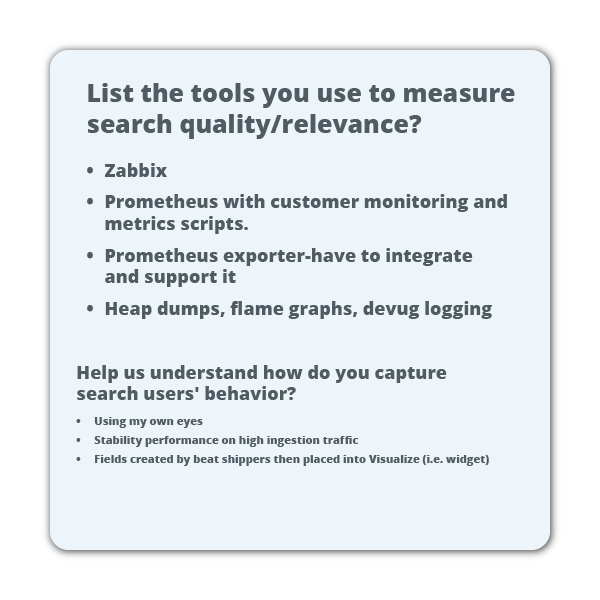 List the tools you use to measure
search quality/relevance?
• Zabbix
• Prometheus with customer monitoring and
metrics scripts.
• Prometheus exporter-have to integrate
and support it
• Heap dumps, flame graphs, devug logging
Help us understand how do you capture
search users' behavior?
• Using my own eyes
• Stability performance on high ingestion traffic
• Fields created by beat shippers then placed into Visualize (i.e. widget)